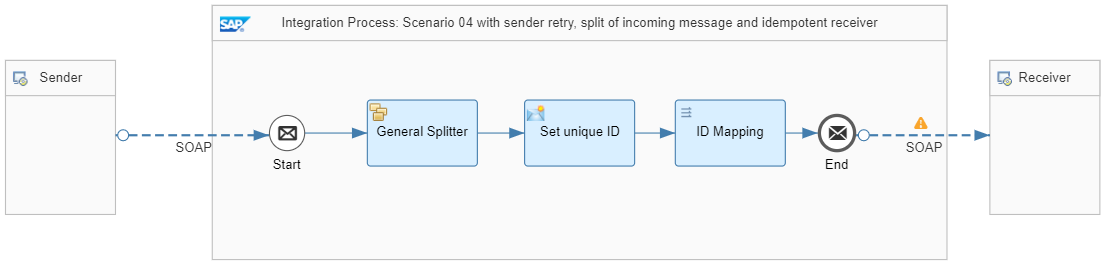 SAP
Integration Process: Scenario 04 with sender retry, split of incoming message and idempotent receiver
Sender
Receiver
General Splitter
Set unique ID
ID Mapping
SOAP
SOAP
Start
End